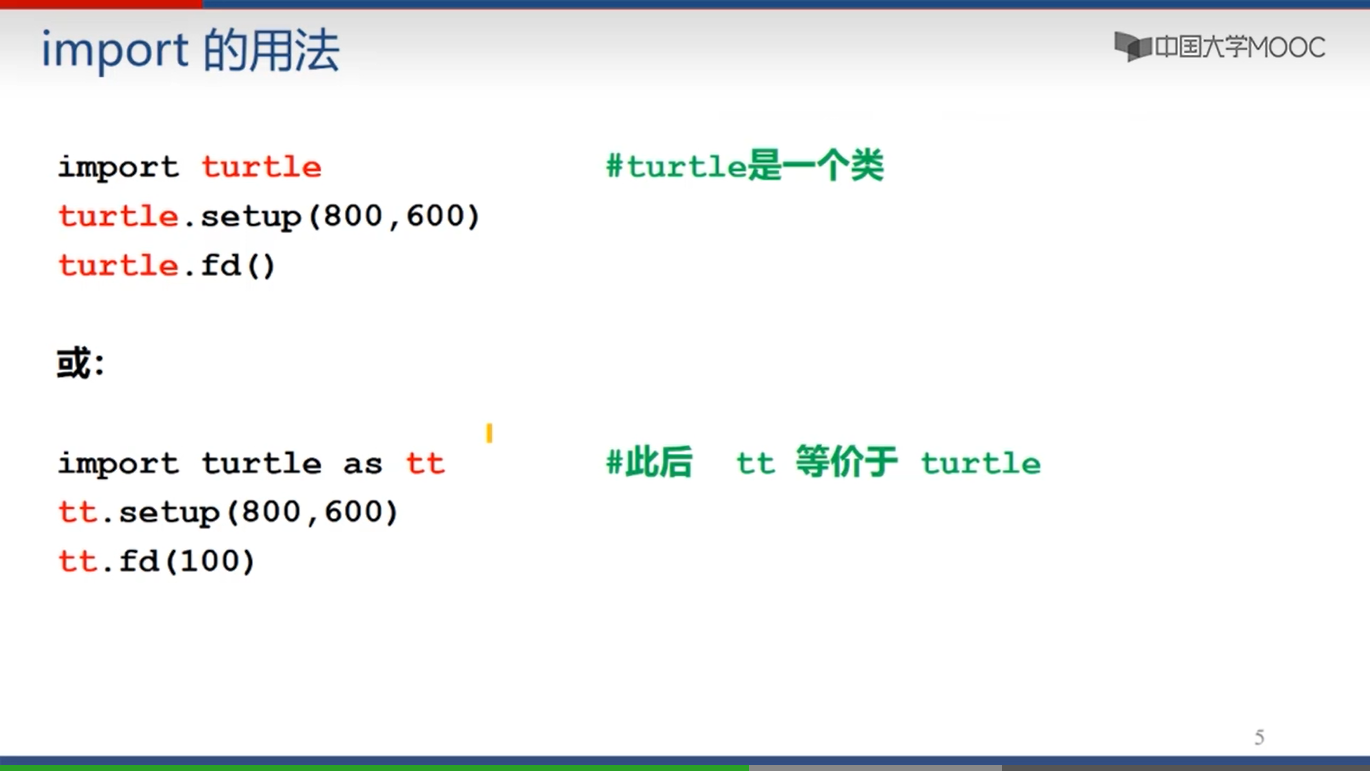 import 的用法
中国大学MOOC
import turtle #turtle是一个类
turtle.setup(800,600)
turtle.fd()
或:
import turtle as tt #此后 tt 等价于 turtle
tt.setup(800,600)
tt.fd(100)
5